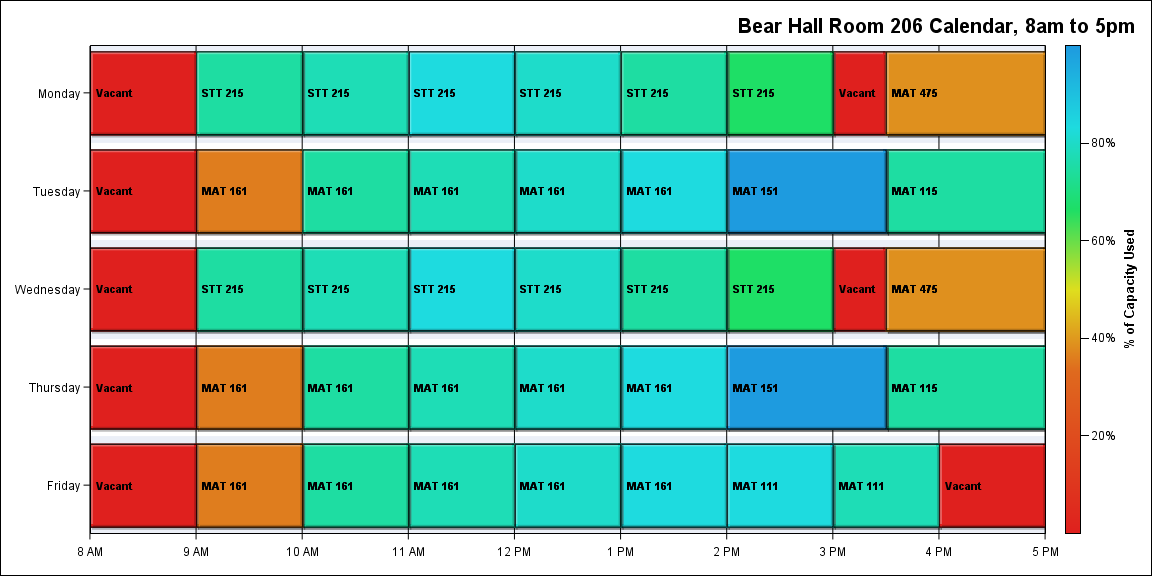 Bear Hall Room 206 Calendar, 8am to 5pm
Monday
Vacant STT 215 STT 215 STT 215 STT 215 STT 215 STT 215 Vacant MAT 475
Tuesday
Vacant MAT 161 MAT 161 MAT 161 MAT 161 MAT 161 MAT 151 MAT 115
Wednesday
Vacant STT 215 STT 215 STT 215 STT 215 STT 215 STT 215 Vacant MAT 475
Thursday
Vacant MAT 161 MAT 161 MAT 161 MAT 161 MAT 161 MAT 151 MAT 115
Friday
Vacant MAT 161 MAT 161 MAT 161 MAT 161 MAT 161 MAT 111 MAT 111 Vacant
8 AM 9 AM 10 AM 11 AM 12 PM 1 PM 2 PM 3 PM 4 PM 5 PM
80%
60%
40%
20%
% of Capacity Used